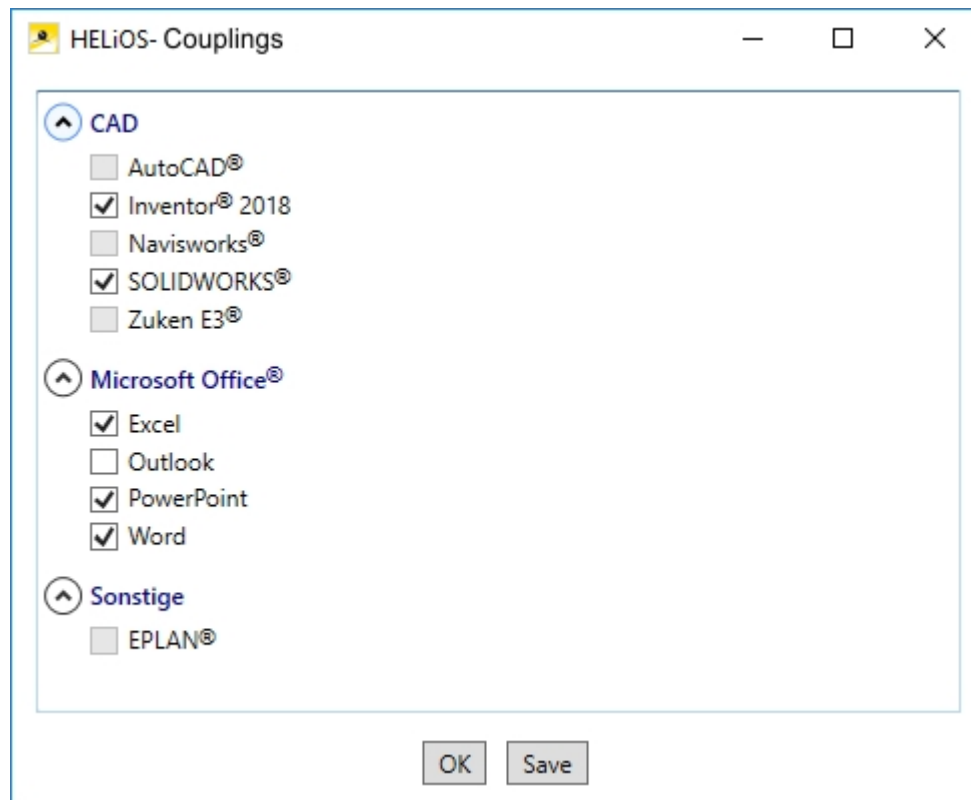 HELiOS- Couplings
CAD
AutoCAD®
Inventor® 2018
Navisworks®
SOLIDWORKS®
Zuken E3®
Microsoft Office®
Excel
Outlook
PowerPoint
Word
Sonstige
EPLAN®
OK Save